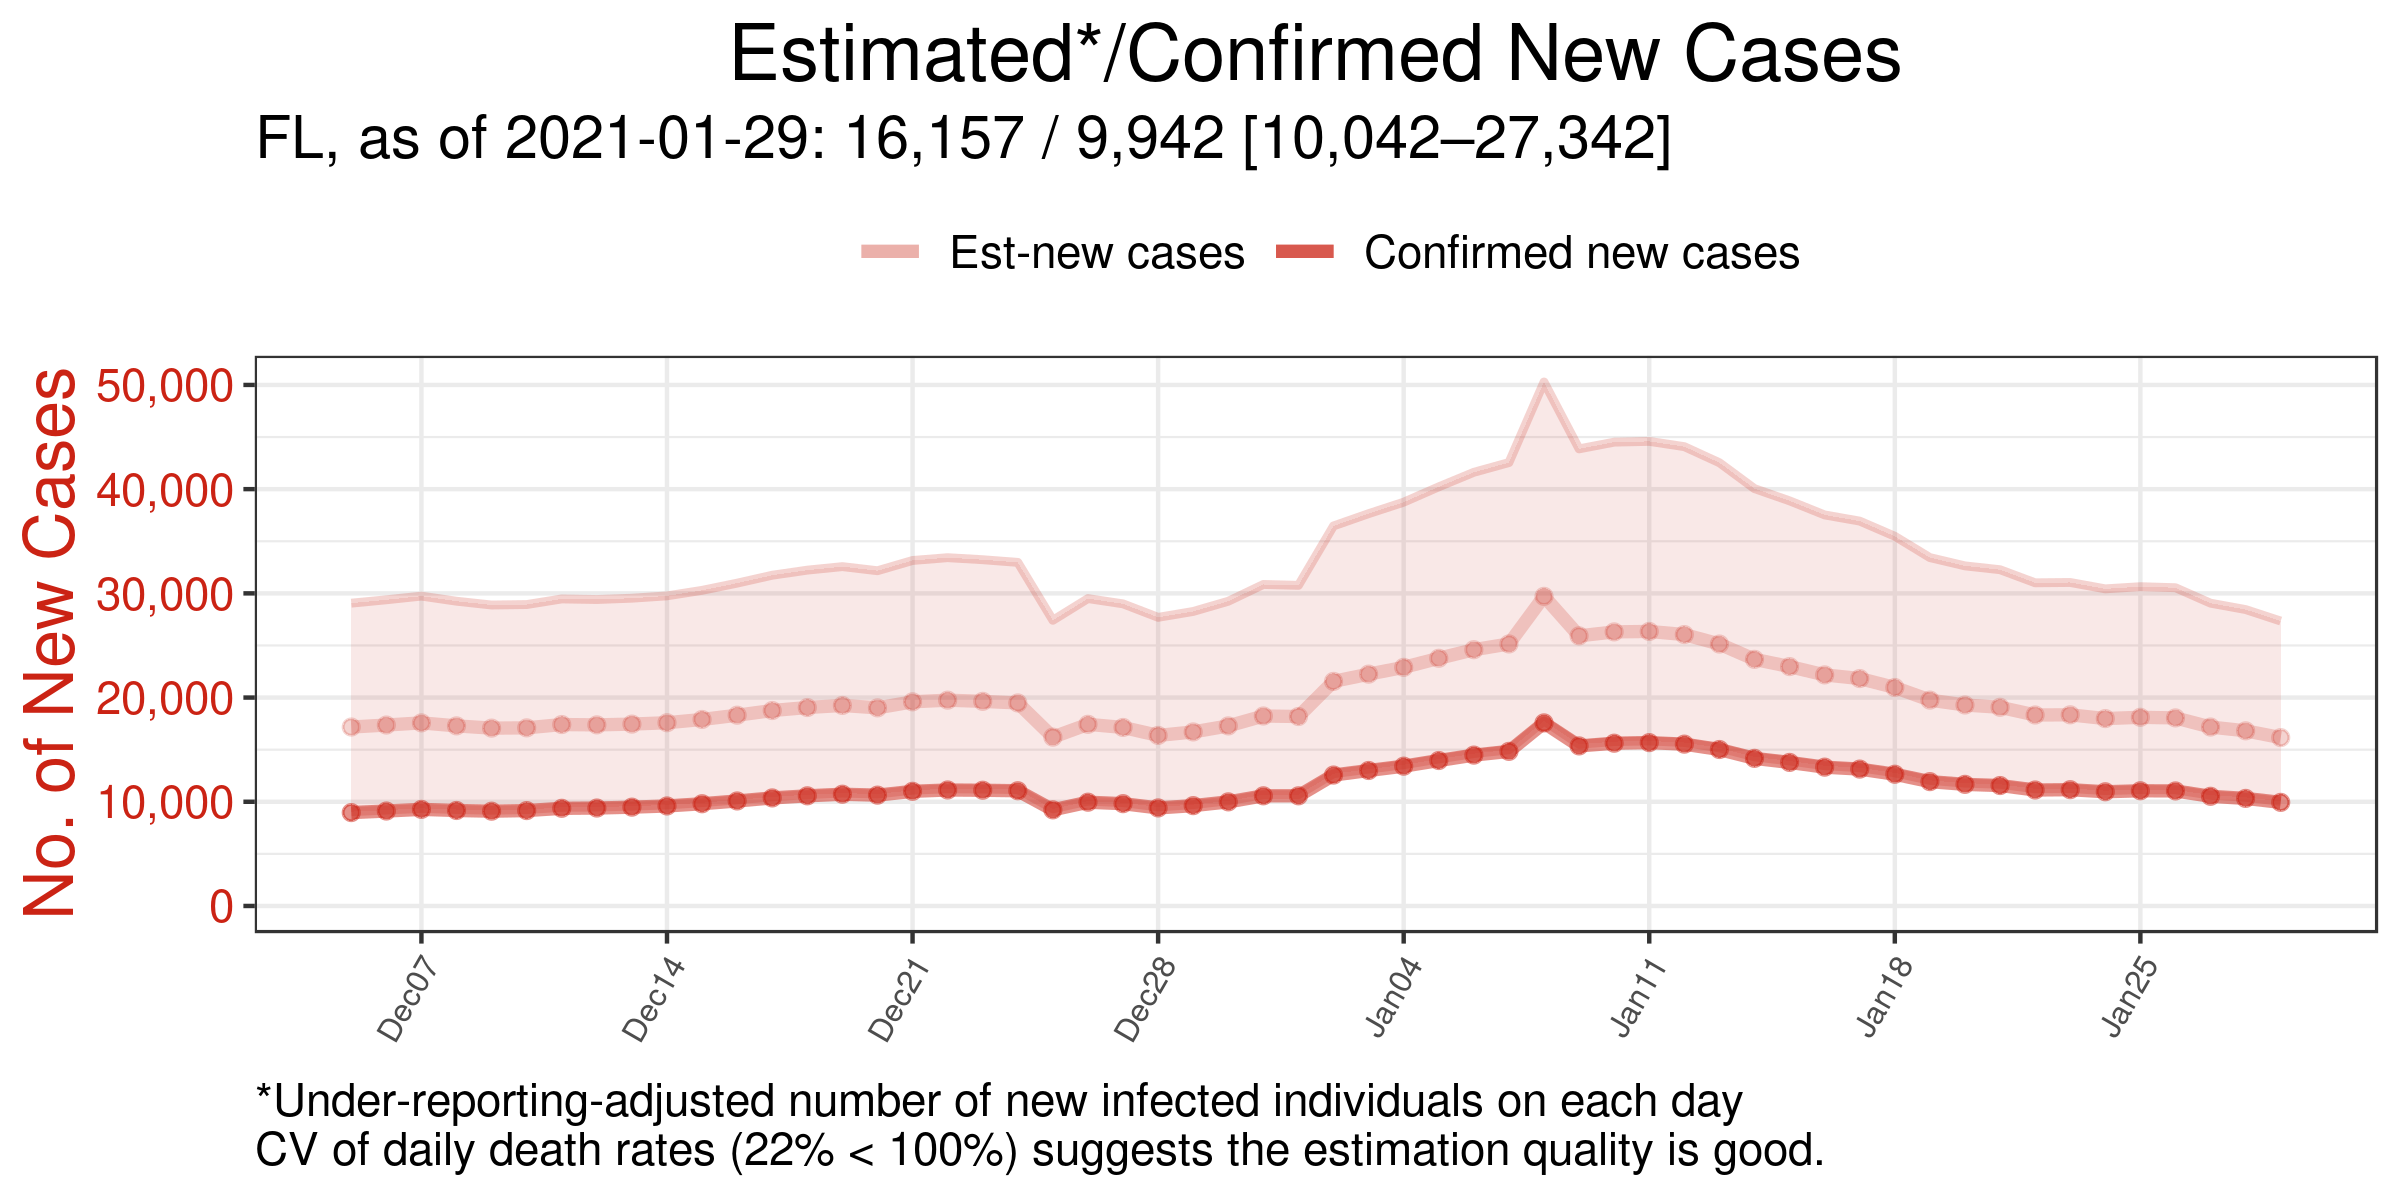 Estimated*/Confirmed New Cases
FL, as of 2021-01-29: 16,157 / 9,942 [10,042–27,342]
Est-new cases
Confirmed new cases
No. of New Cases
50,000
40,000
30,000
20,000
10,000
0
Dec07
Dec14
Dec21
Dec28
Jan04
Jan11
Jan18
Jan25
*Under-reporting-adjusted number of new infected individuals on each day
CV of daily death rates (22% < 100%) suggests the estimation quality is good.